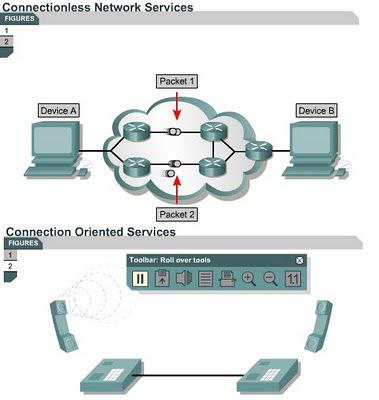 Connectionless Network Services
FIGURES
1
2
Packet 1
Device A
Device B
Packet 2
Connection Oriented Services
FIGURES
1
2
Toolbar: Roll over tools
1:1